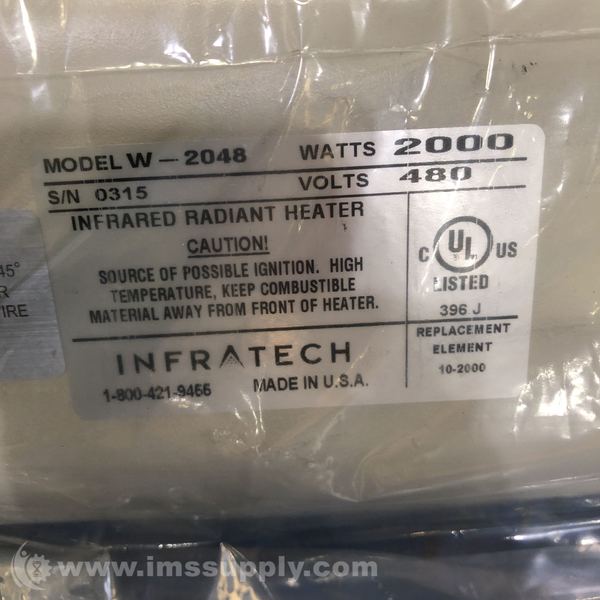 MODEL W-2048 WATTS 2000
S/N 0315 VOLTS 480
INFRARED RADIANT HEATER
CAUTION!
SOURCE OF POSSIBLE IGNITION. HIGH
TEMPERATURE, KEEP COMBUSTIBLE
MATERIAL AWAY FROM FRONT OF HEATER.
INFRATECH
1-800-421-9455 MADE IN U.S.A.
C UL US
LISTED
396 J
REPLACEMENT
ELEMENT
10-2000
45°
R
IRE
www.imssupply.com